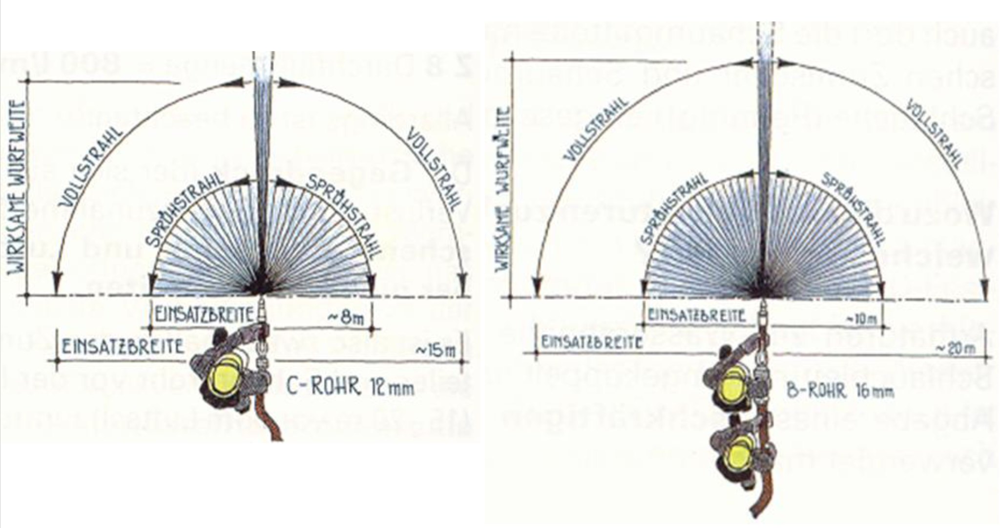 WIRKSAME WURFWEITE
VOLLSTRAHL
VOLLSTRAHL
SPRÜHSTRAHL
SPRÜHSTRAHL
EINSATZBREITE ~8m
EINSATZBREITE ~15m
C-ROHR 12mm
WIRKSAME WURFWEITE
VOLLSTRAHL
VOLLSTRAHL
SPRÜHSTRAHL
SPRÜHSTRAHL
EINSATZBREITE ~10m
EINSATZBREITE ~20m
B-ROHR 16mm